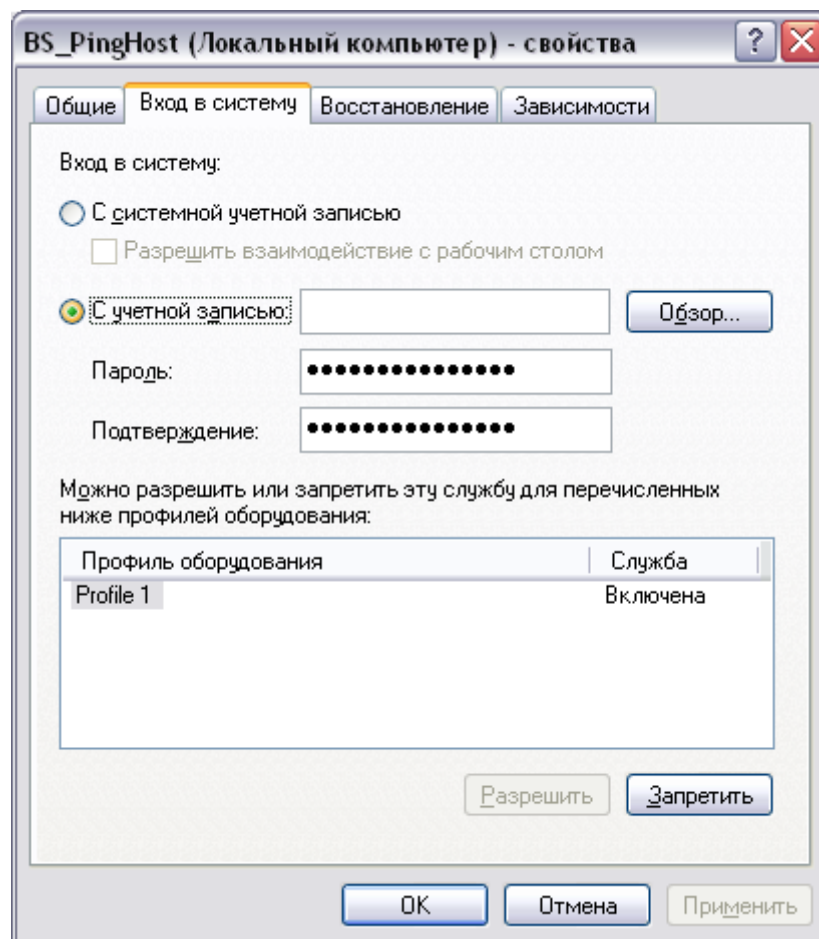 BS_PingHost (Локальный компьютер) - свойства
Общие Вход в систему Восстановление Зависимости
Вход в систему:
С системной учетной записью
Разрешить взаимодействие с рабочим столом
С учетной записью: Обзор...
Пароль: ●●●●●●●●●●●●●●●
Подтверждение: ●●●●●●●●●●●●●●●
Можно разрешить или запретить эту службу для перечисленных
ниже профилей оборудования:
Профиль оборудования Служба
Profile 1 Включена
Разрешить Запретить
OK Отмена Применить